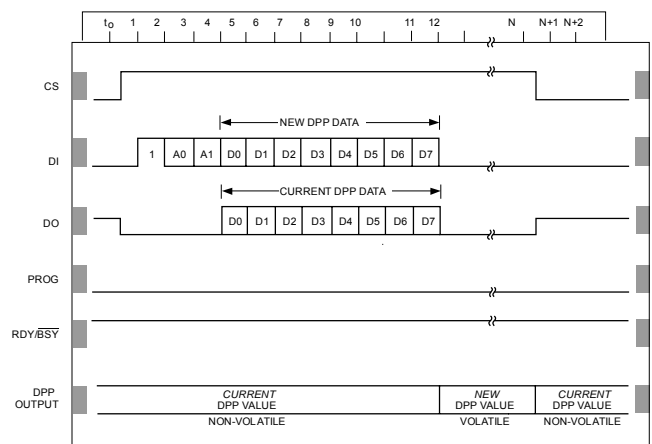 to 1 2 3 4 5 6 7 8 9 10 11 12 N N+1 N+2
CS
NEW DPP DATA
DI 1 A0 A1 D0 D1 D2 D3 D4 D5 D6 D7
CURRENT DPP DATA
DO D0 D1 D2 D3 D4 D5 D6 D7
PROG
RDY/BSY
DPP OUTPUT
CURRENT DPP VALUE
NON-VOLATILE
NEW DPP VALUE
VOLATILE
CURRENT DPP VALUE
NON-VOLATILE